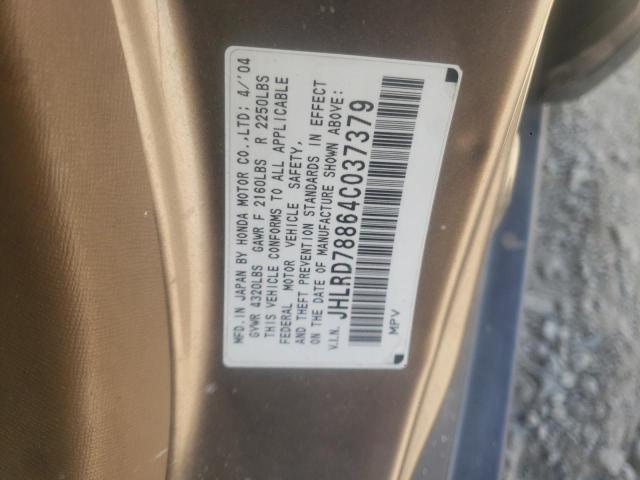 MFD. IN JAPAN BY HONDA MOTOR CO.,LTD: 4/'04
GVWR 4320LBS GAWR F 2160LBS R 2250LBS
THIS VEHICLE CONFORMS TO ALL APPLICABLE
FEDERAL MOTOR VEHICLE SAFETY,
AND THEFT PREVENTION STANDARDS IN EFFECT
ON THE DATE OF MANUFACTURE SHOWN ABOVE:
V.I.N. JHLRD78864C037379
MPV